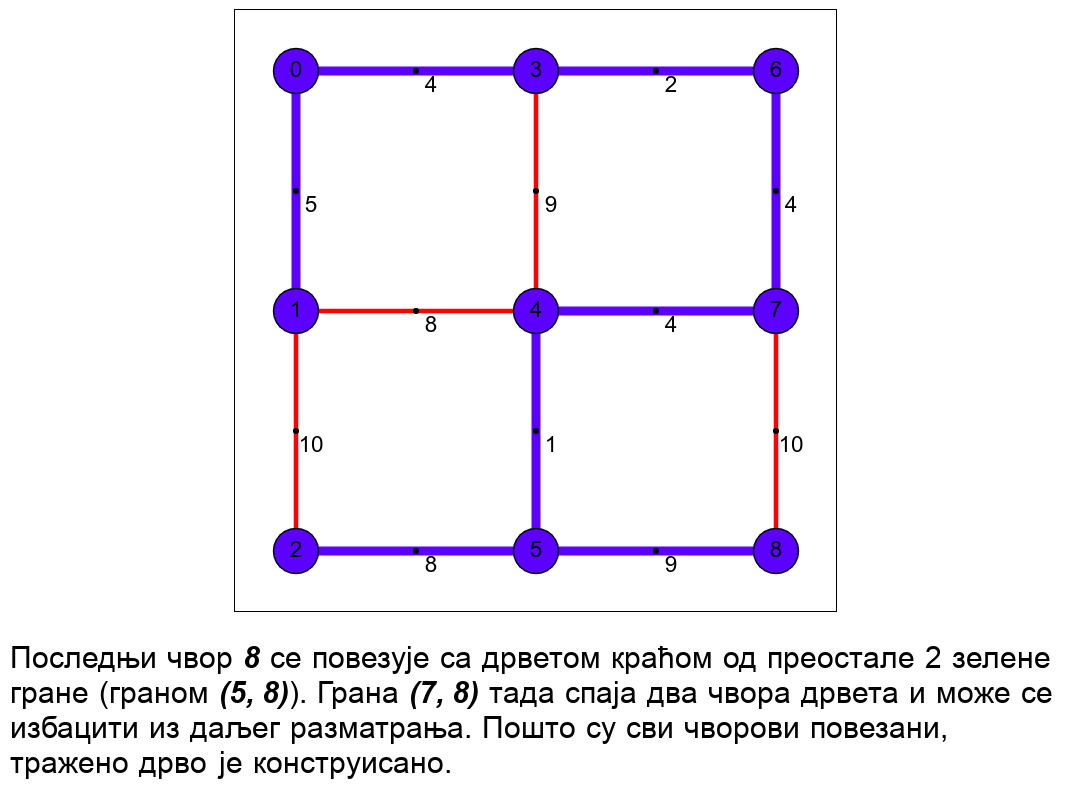 0 3 6
4 2
5 9 4
1 4 7
8 4
10 1 10
2 5 8
8 9
Последњи чвор 8 се повезује са дрветом краћом од преостале 2 зелене
гране (граном (5, 8)). Грана (7, 8) тада спаја два чвора дрвета и може се
избацити из даљег разматрања. Пошто су сви чворови повезани,
тражено дрво је конструисано.